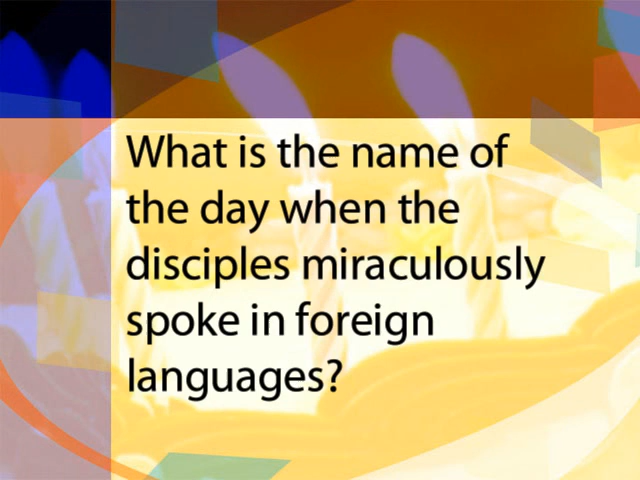 What is the name of
the day when the
disciples miraculously
spoke in foreign
languages?